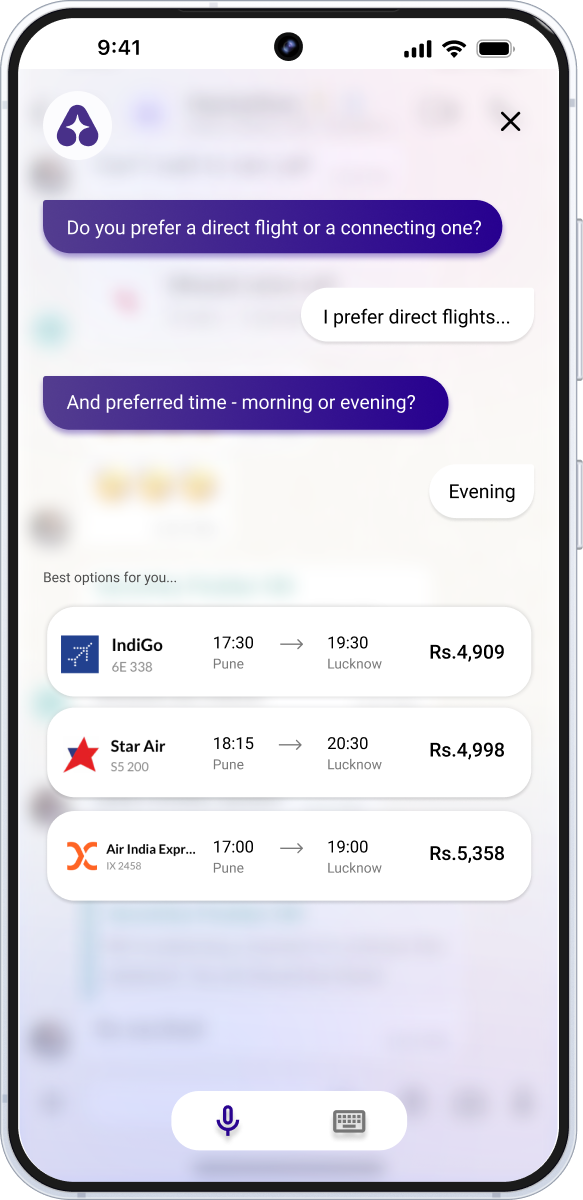 9:41
Do you prefer a direct flight or a connecting one?
I prefer direct flights...
And preferred time - morning or evening?
Evening
Best options for you...
IndiGo 17:30 19:30 Rs.4,909
6E 338 Pune Lucknow
Star Air 18:15 20:30 Rs.4,998
S5 200 Pune Lucknow
Air India Expr... 17:00 19:00 Rs.5,358
IX 2458 Pune Lucknow